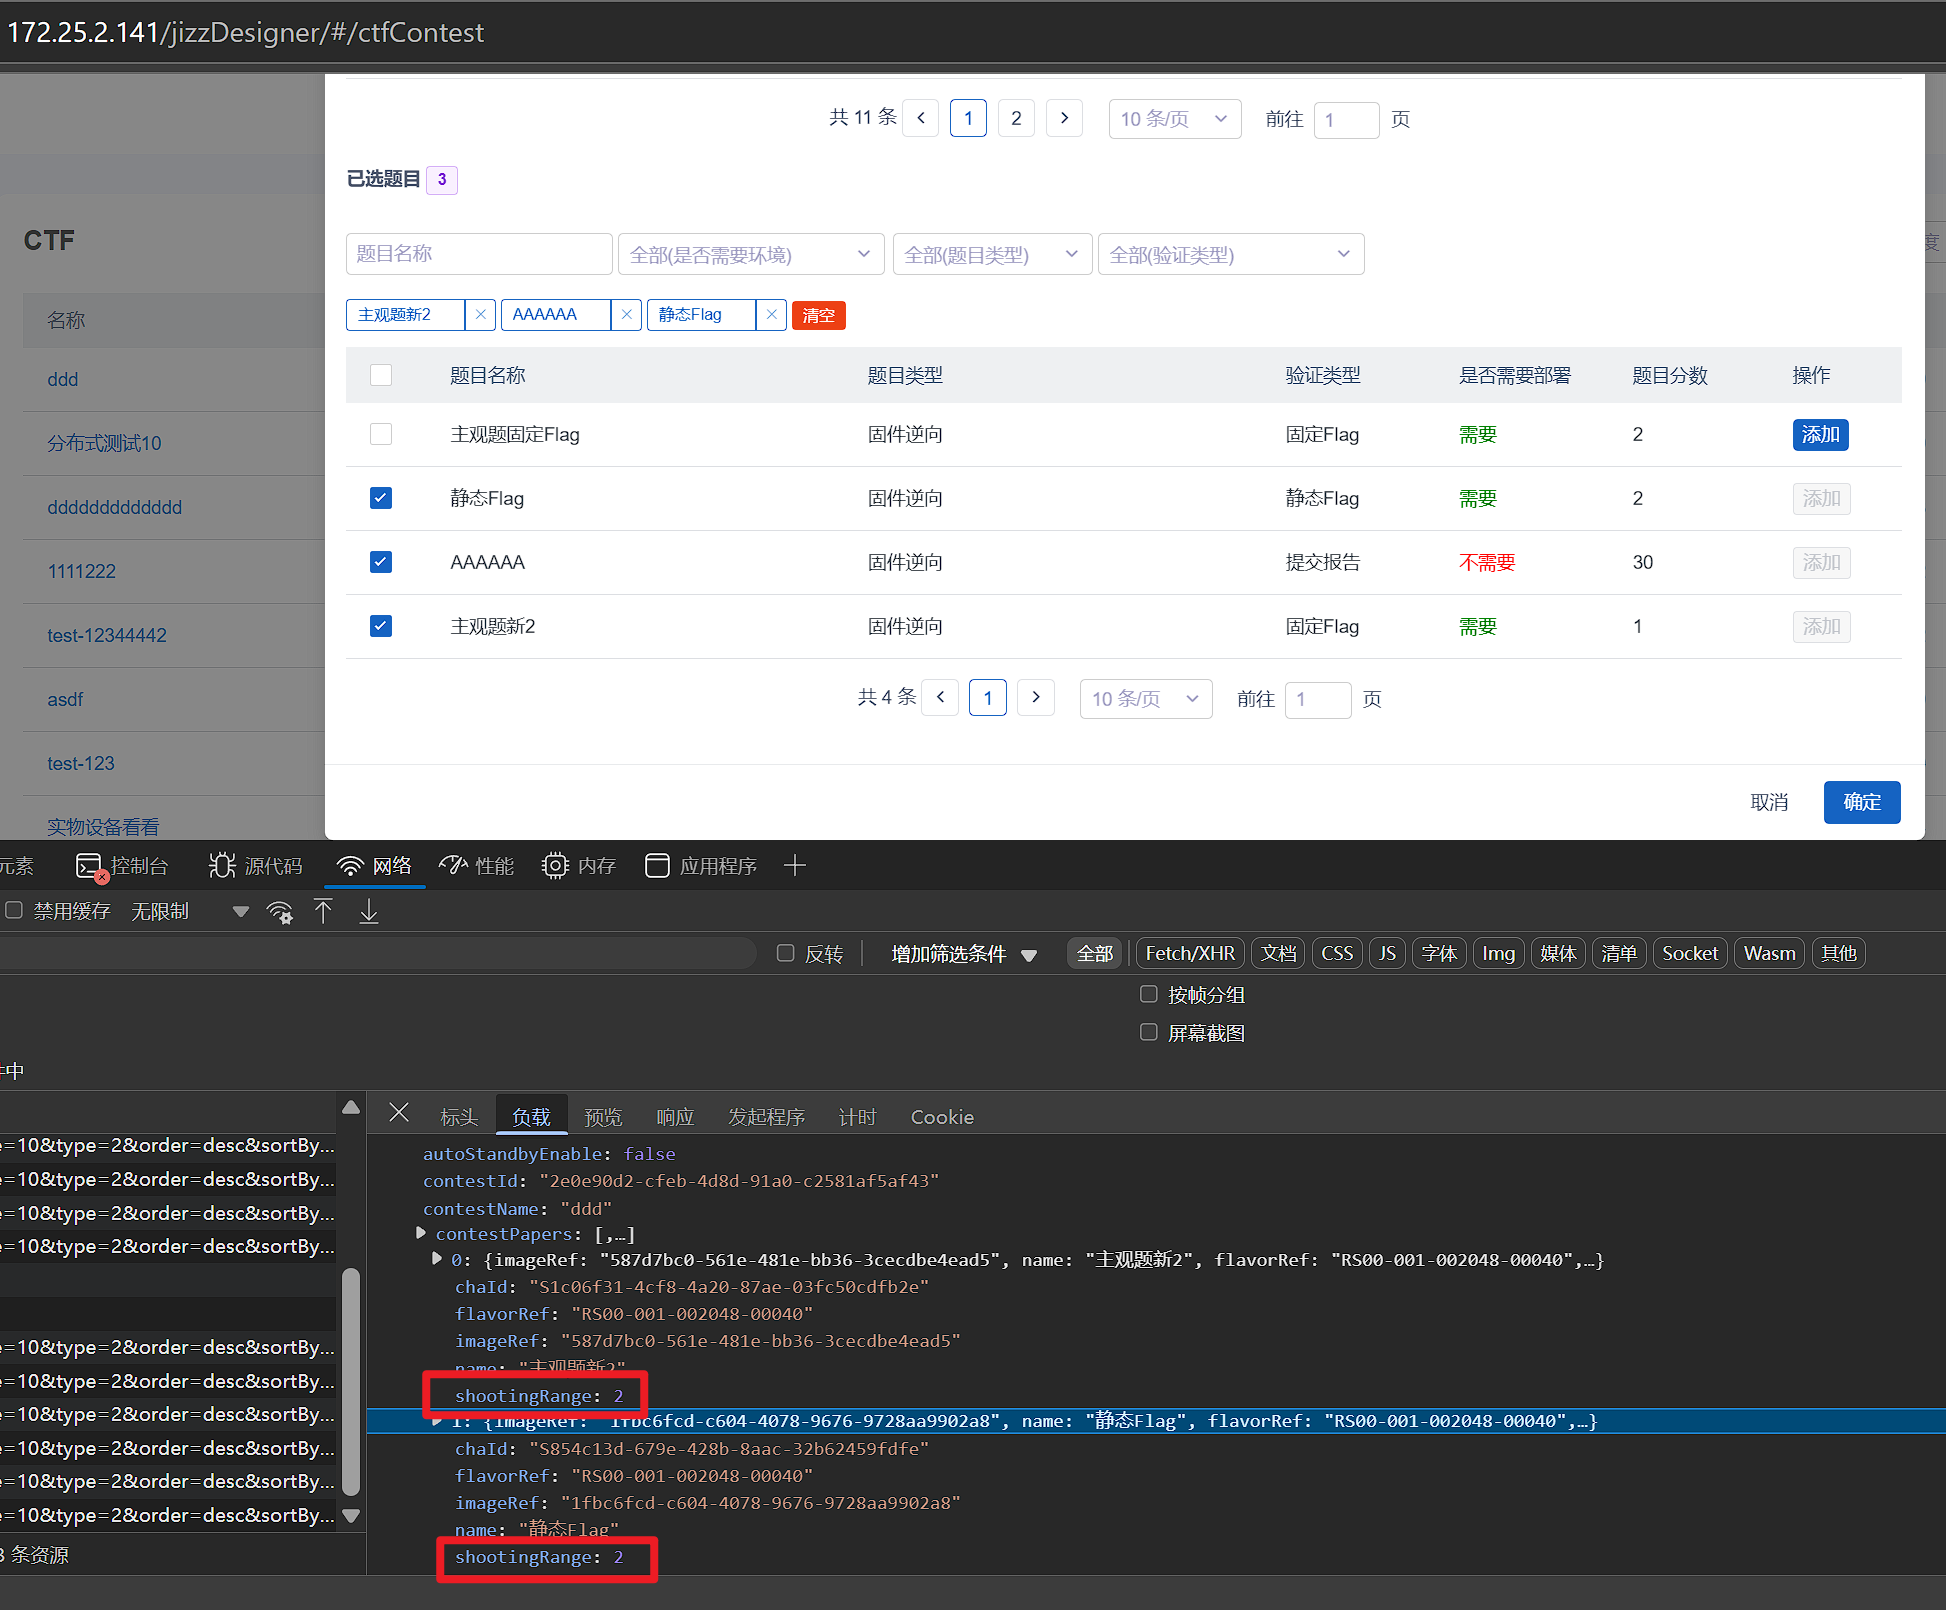 172.25.2.141/jizzDesigner/#/ctfContest
共 11 条 1 2 10 条/页 前往 1 页
已选题目 3
CTF
度
题目名称 全部(是否需要环境) 全部(题目类型) 全部(验证类型)
主观题新2 AAAAAA 静态Flag 清空
名称
题目名称 题目类型 验证类型 是否需要部署 题目分数 操作
ddd
主观题固定Flag 固件逆向 固定Flag 需要 2 添加
分布式测试10
静态Flag 固件逆向 静态Flag 需要 2 添加
ddddddddddddd
AAAAAA 固件逆向 提交报告 不需要 30 添加
1111222
主观题新2 固件逆向 固定Flag 需要 1 添加
test-12344442
共 4 条 1 10 条/页 前往 1 页
asdf
test-123
取消 确定
实物设备看看
元素 控制台 源代码 网络 性能 内存 应用程序
禁用缓存 无限制
反转 增加筛选条件 全部 Fetch/XHR 文档 CSS JS 字体 Img 媒体 清单 Socket Wasm 其他
按帧分组
屏幕截图
中
标头 负载 预览 响应 发起程序 计时 Cookie
e=10&type=2&order=desc&sortBy...
e=10&type=2&order=desc&sortBy...
e=10&type=2&order=desc&sortBy...
e=10&type=2&order=desc&sortBy...
e=10&type=2&order=desc&sortBy...
e=10&type=2&order=desc&sortBy...
e=10&type=2&order=desc&sortBy...
e=10&type=2&order=desc&sortBy...
e=10&type=2&order=desc&sortBy...
e=10&type=2&order=desc&sortBy...
条资源
autoStandbyEnable: false
contestId: "2e0e90d2-cfeb-4d8d-91a0-c2581af5af43"
contestName: "ddd"
contestPapers: [,…]
0: {imageRef: "587d7bc0-561e-481e-bb36-3cecdbe4ead5", name: "主观题新2", flavorRef: "RS00-001-002048-00040",…}
chaId: "S1c06f31-4cf8-4a20-87ae-03fc50cdfb2e"
flavorRef: "RS00-001-002048-00040"
imageRef: "587d7bc0-561e-481e-bb36-3cecdbe4ead5"
name: "主观题新2"
shootingRange: 2
1: {imageRef: "1fbc6fcd-c604-4078-9676-9728aa9902a8", name: "静态Flag", flavorRef: "RS00-001-002048-00040",…}
chaId: "S854c13d-679e-428b-8aac-32b62459fdfe"
flavorRef: "RS00-001-002048-00040"
imageRef: "1fbc6fcd-c604-4078-9676-9728aa9902a8"
name: "静态Flag"
shootingRange: 2